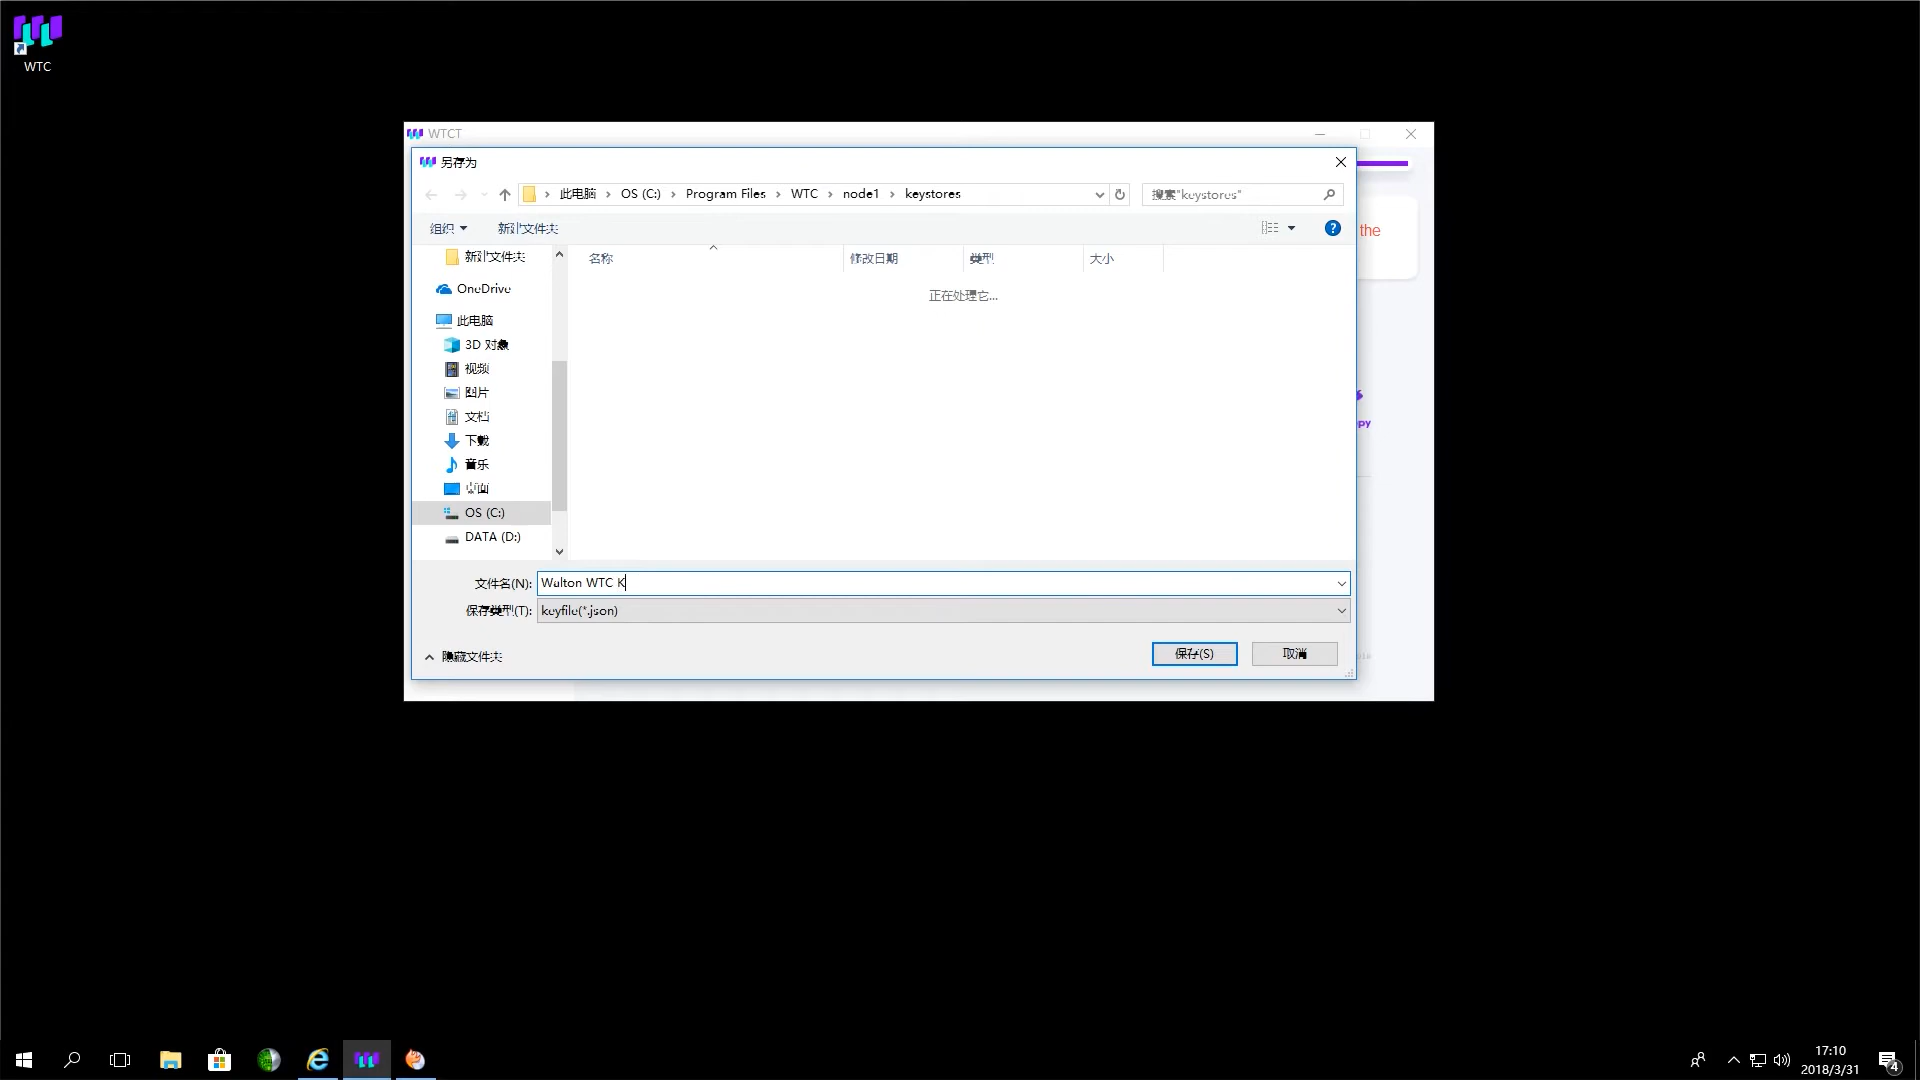 WTC
WTCT
另存为
此电脑 OS (C:) Program Files WTC node1 keystores
搜索"keystores"
组织 新建文件夹
the
新建文件夹
名称 修改日期 类型 大小
正在处理它...
OneDrive
此电脑
3D 对象
视频
图片
文档
下载
音乐
桌面
OS (C:)
DATA (D:)
文件名(N): Walton WTC K
保存类型(T): keyfile(*.json)
隐藏文件夹
保存(S) 取消
17:10
2018/3/31
4